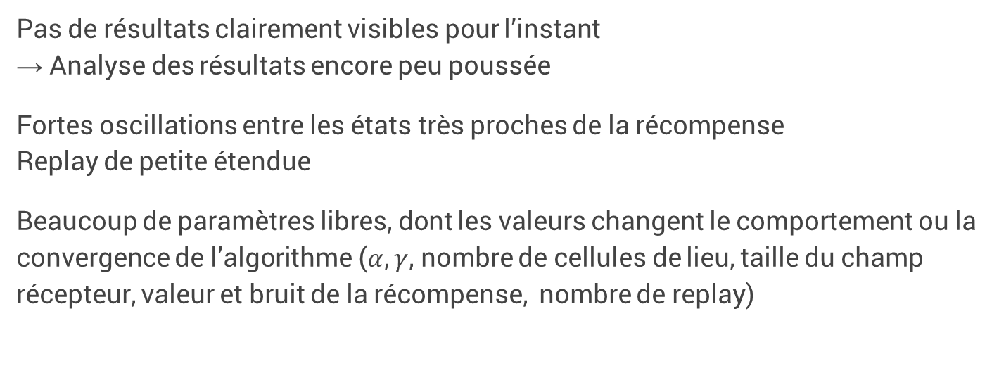 Pas de résultats clairement visibles pour l’instant
→ Analyse des résultats encore peu poussée
Fortes oscillations entre les états très proches de la récompense
Replay de petite étendue
Beaucoup de paramètres libres, dont les valeurs changent le comportement ou la
convergence de l’algorithme (α, γ, nombre de cellules de lieu, taille du champ
récepteur, valeur et bruit de la récompense, nombre de replay)